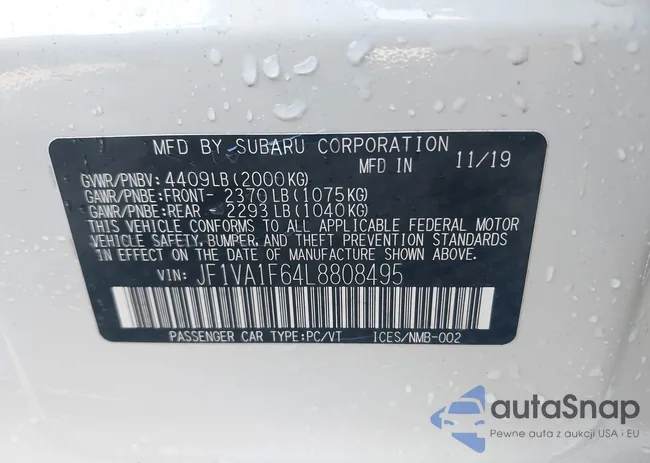 MFD BY SUBARU CORPORATION
MFD IN 11/19
GVWR/PNBV: 4409LB(2000KG)
GAWR/PNBE:FRONT- 2370LB(1075KG)
GAWR/PNBE:REAR - 2293LB(1040KG)
THIS VEHICLE CONFORMS TO ALL APPLICABLE FEDERAL MOTOR
VEHICLE SAFETY, BUMPER, AND THEFT PREVENTION STANDARDS
IN EFFECT ON THE DATE OF MANUFACTURE SHOWN ABOVE.
VIN: JF1VA1F64L8808495
PASSENGER CAR TYPE:PC/VT ICES/NMB-002
autoSnap
Pewne auta z aukcji USA i EU